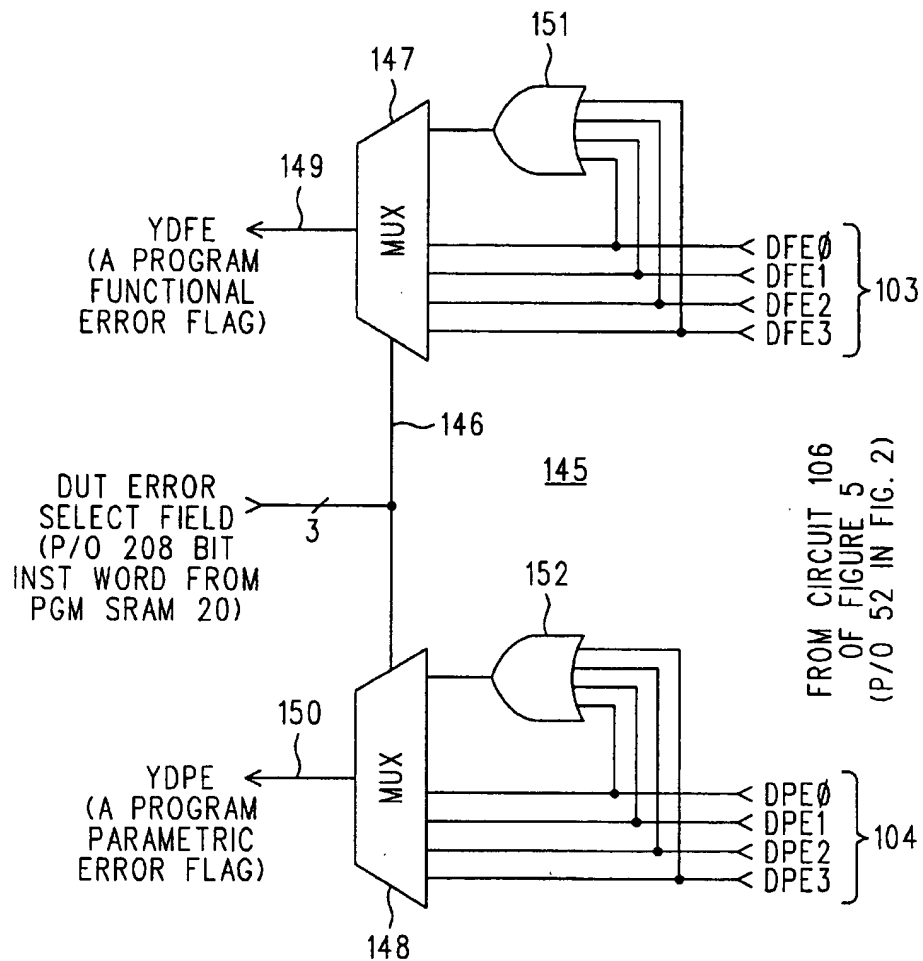 151
147
149
MUX
YDFE
(A PROGRAM
FUNCTIONAL
ERROR FLAG)
DFEØ
DFE1
DFE2
DFE3
103
146
145
DUT ERROR
SELECT FIELD
(P/O 208 BIT
INST WORD FROM
PGM SRAM 20)
3
FROM CIRCUIT 106
OF FIGURE 5
(P/O 52 IN FIG. 2)
152
150
MUX
YDPE
(A PROGRAM
PARAMETRIC
ERROR FLAG)
DPEØ
DPE1
DPE2
DPE3
104
148